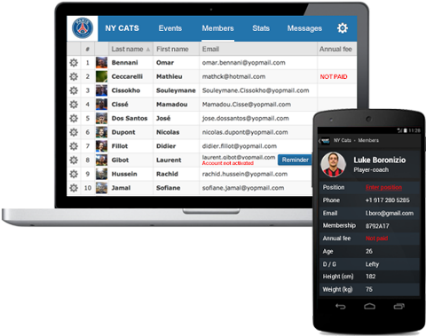 NY CATS Events Members Stats Messages
# Last name First name Email Annual fee
1 Bennani Omar omar.bennani@yopmail.com
2 Ceccarelli Mathieu mathck@hotmail.com NOT PAID
3 Cissokho Souleymane Souleymane.Cissokho@yopmail.com
4 Cissé Mamadou Mamadou.Cisse@yopmail.com
5 Dos Santos José jose.dossantos@yopmail.com
6 Dupont Nicolas nicolas.dupont@yopmail.com
7 Fillot Didier didier.fillot@yopmail.com
8 Gibot Laurent laurent.gibot@yopmail.com Reminder
Account not activated
9 Hussein Rachid rachid.hussein@yopmail.com
10 Jamal Sofiane sofiane.jamal@yopmail.com
NY Cats - Members
Luke Boronizio
Player-coach
Position Enter position
Phone +1 917 200 5285
Email l.boro@gmail.com
Membership 8792A17
Annual fee Not paid
Age 26
D / G Lefty
Height (cm) 182
Weight (kg) 75